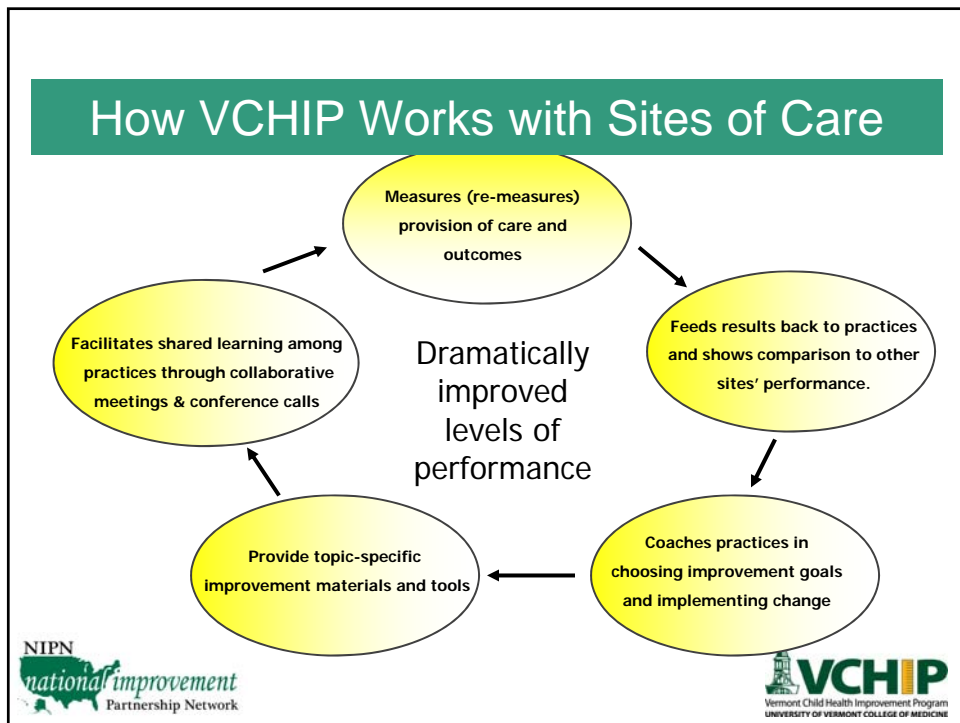 How VCHIP Works with Sites of Care
Measures (re-measures)
provision of care and
outcomes
Feeds results back to practices
and shows comparison to other
sites’ performance.
Coaches practices in
choosing improvement goals
and implementing change
Provide topic-specific
improvement materials and tools
Facilitates shared learning among
practices through collaborative
meetings & conference calls
Dramatically
improved
levels of
performance
NIPN
national improvement
Partnership Network
VCHIP
Vermont Child Health Improvement Program
UNIVERSITY OF VERMONT COLLEGE OF MEDICINE